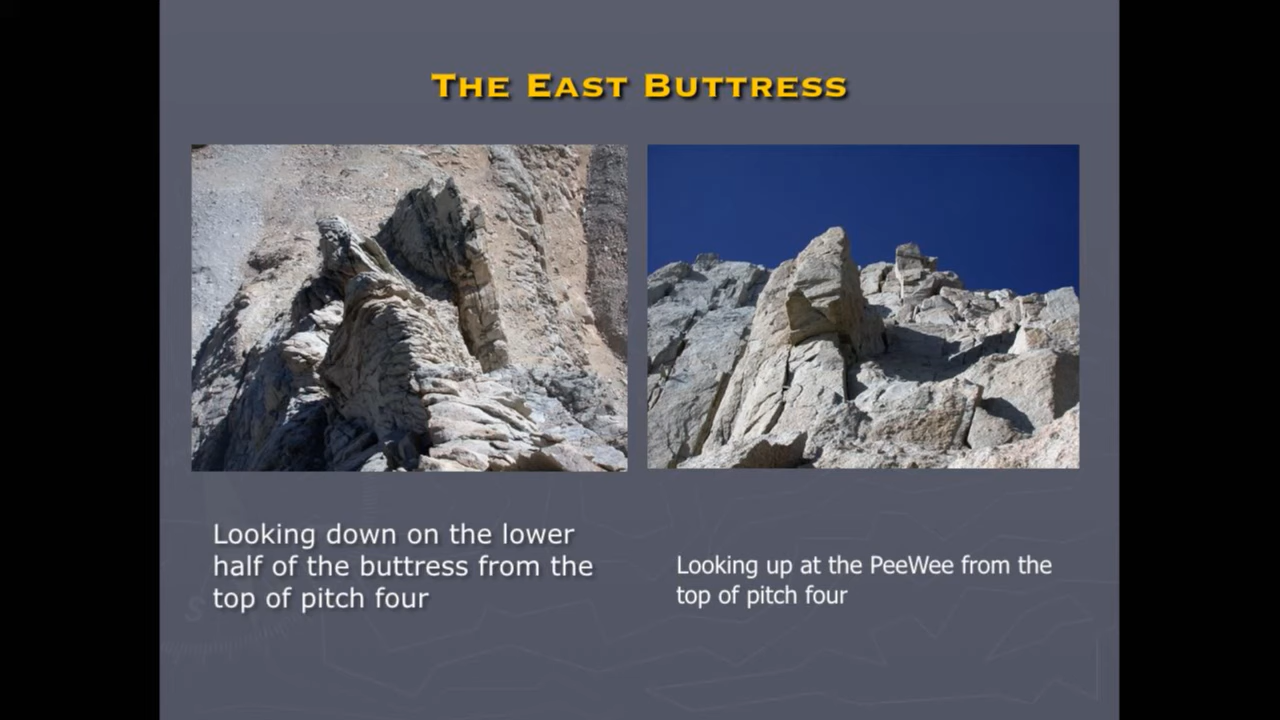 The East Buttress
Looking down on the lower
half of the buttress from the
top of pitch four
Looking up at the PeeWee from the
top of pitch four